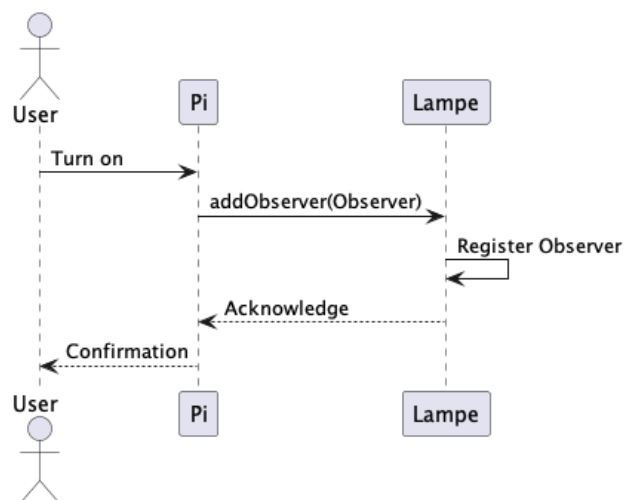 User
Pi
Lampe
Turn on
addObserver(Observer)
Register Observer
Acknowledge
Confirmation
User
Pi
Lampe